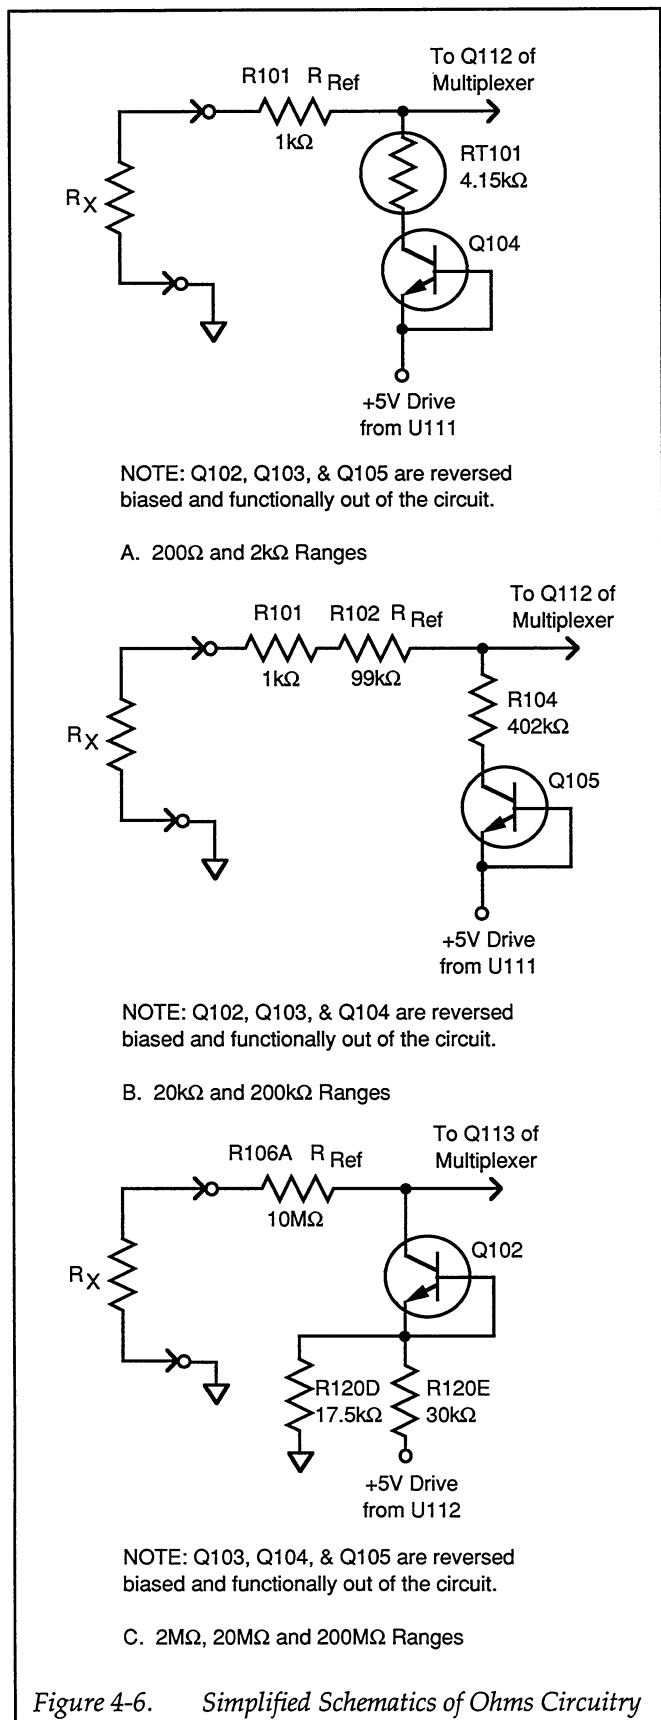 To Q112 of
Multiplexer
R101 R Ref
1kΩ
RT101
4.15kΩ
RX
Q104
+5V Drive
from U111
NOTE: Q102, Q103, & Q105 are reversed
biased and functionally out of the circuit.
A. 200Ω and 2kΩ Ranges
To Q112 of
Multiplexer
R101 R102 R Ref
1kΩ 99kΩ
R104
402kΩ
RX
Q105
+5V Drive
from U111
NOTE: Q102, Q103, & Q104 are reversed
biased and functionally out of the circuit.
B. 20kΩ and 200kΩ Ranges
To Q113 of
Multiplexer
R106A R Ref
10MΩ
Q102
RX
R120D R120E
17.5kΩ 30kΩ
+5V Drive
from U112
NOTE: Q103, Q104, & Q105 are reversed
biased and functionally out of the circuit.
C. 2MΩ, 20MΩ and 200MΩ Ranges
Figure 4-6. Simplified Schematics of Ohms Circuitry